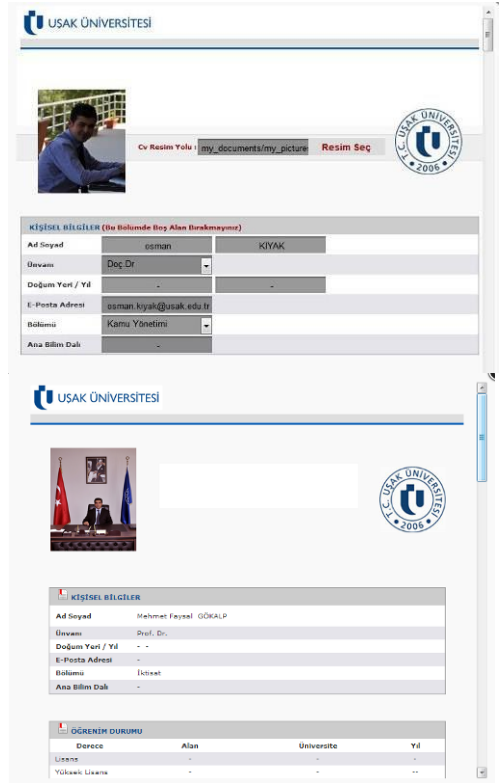 UŞAK ÜNİVERSİTESİ
Cv Resim Yolu : my_documents/my_picture Resim Seç
T.C. UŞAK ÜNİVERSİTESİ 2006
KİŞİSEL BİLGİLER (Bu Bölümde Boş Alan Bırakmayınız)
Ad Soyad osman KIYAK
Ünvanı Doç.Dr
Doğum Yeri / Yıl - -
E-Posta Adresi osman.kiyak@usak.edu.tr
Bölümü Kamu Yönetimi
Ana Bilim Dalı -
UŞAK ÜNİVERSİTESİ
T.C. UŞAK ÜNİVERSİTESİ 2006
KİŞİSEL BİLGİLER
Ad Soyad Mehmet Faysal GÖKALP
Ünvanı Prof. Dr.
Doğum Yeri / Yıl - -
E-Posta Adresi -
Bölümü İktisat
Ana Bilim Dalı -
ÖĞRENİM DURUMU
Derece Alan Üniversite Yıl
Lisans - - -
Yüksek Lisans - - --